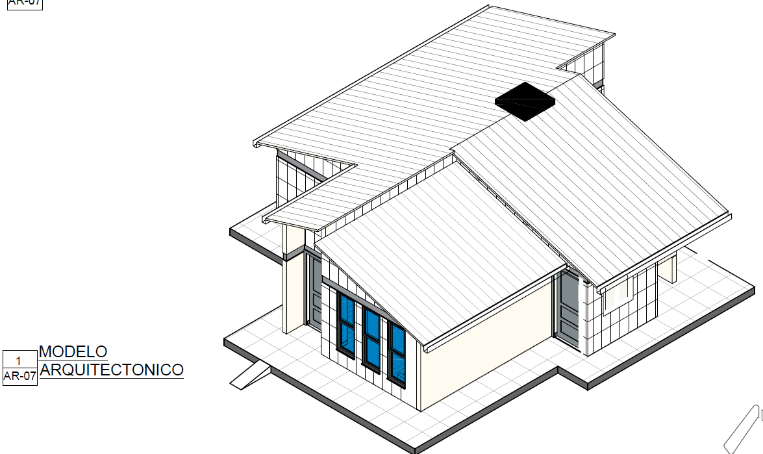 AR-07
MODELO
1
AR-07 ARQUITECTONICO